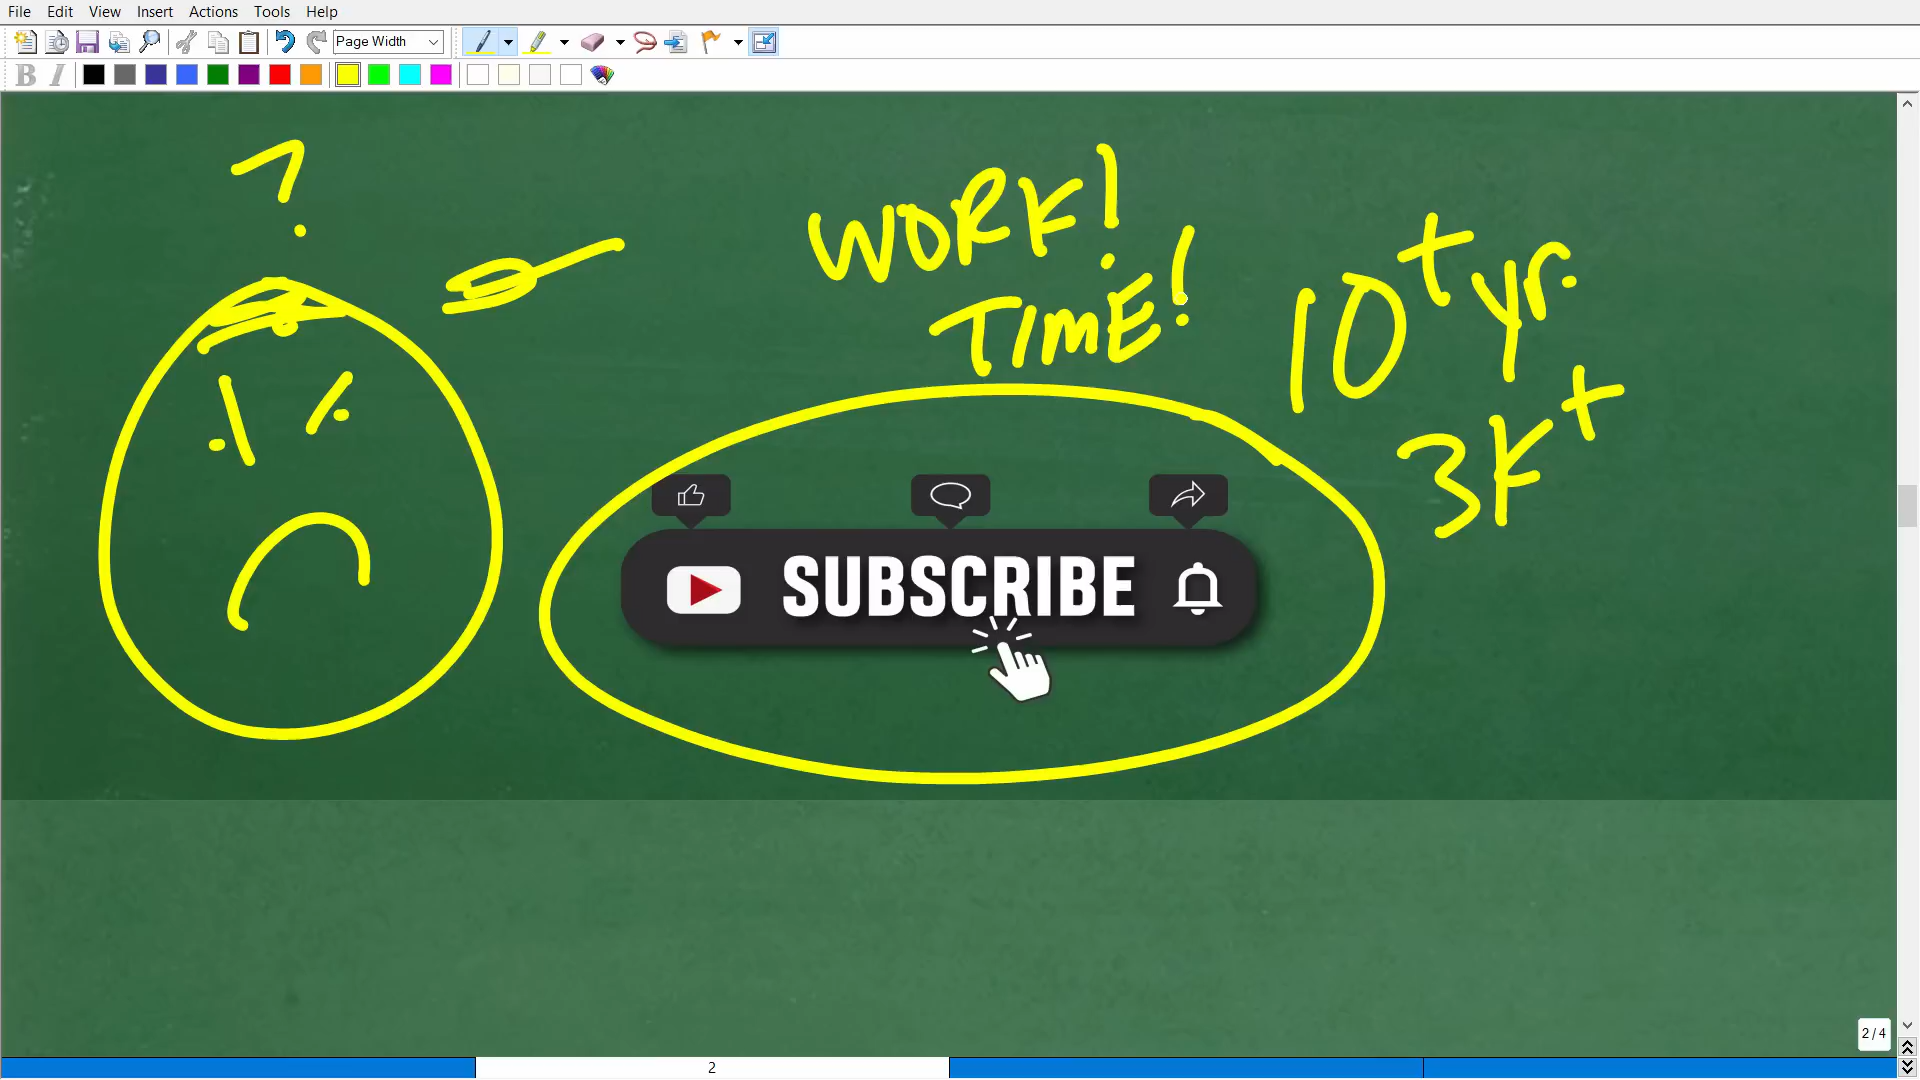 File Edit View Insert Actions Tools Help
Page Width
B I
?
WORK!
TIME!
10+ yr.
3K+
SUBSCRIBE
2 / 4
2